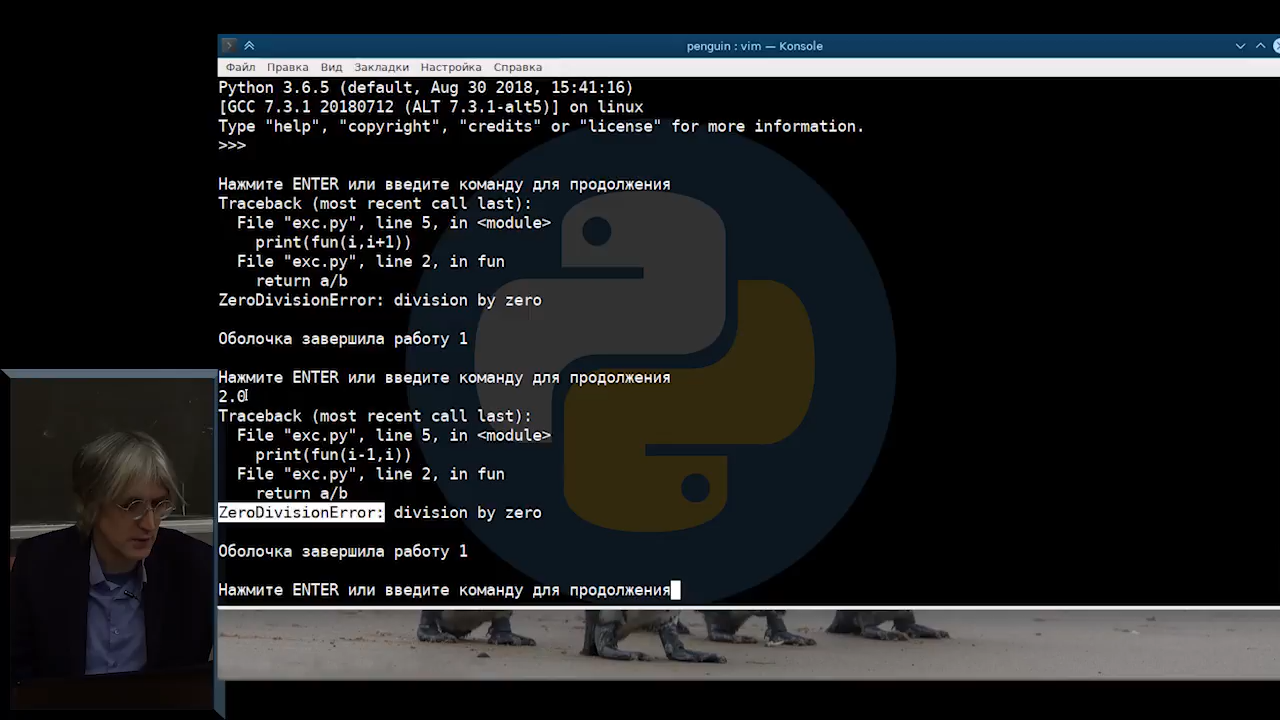 penguin : vim — Konsole
Файл Правка Вид Закладки Настройка Справка
Python 3.6.5 (default, Aug 30 2018, 15:41:16)
[GCC 7.3.1 20180712 (ALT 7.3.1-alt5)] on linux
Type "help", "copyright", "credits" or "license" for more information.
>>>
Нажмите ENTER или введите команду для продолжения
Traceback (most recent call last):
File "exc.py", line 5, in <module>
print(fun(i,i+1))
File "exc.py", line 2, in fun
return a/b
ZeroDivisionError: division by zero
Оболочка завершила работу 1
Нажмите ENTER или введите команду для продолжения
2.0
Traceback (most recent call last):
File "exc.py", line 5, in <module>
print(fun(i-1,i))
File "exc.py", line 2, in fun
return a/b
ZeroDivisionError: division by zero
Оболочка завершила работу 1
Нажмите ENTER или введите команду для продолжения